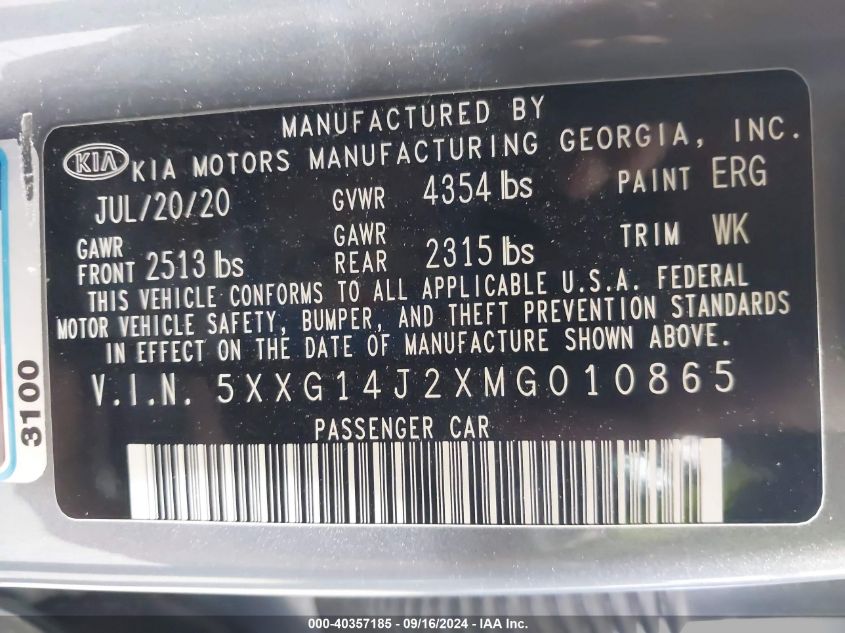 MANUFACTURED BY
KIA KIA MOTORS MANUFACTURING GEORGIA, INC.
JUL/20/20 GVWR 4354 lbs PAINT ERG
GAWR FRONT 2513 lbs GAWR REAR 2315 lbs TRIM WK
THIS VEHICLE CONFORMS TO ALL APPLICABLE U.S.A. FEDERAL
MOTOR VEHICLE SAFETY, BUMPER, AND THEFT PREVENTION STANDARDS
IN EFFECT ON THE DATE OF MANUFACTURE SHOWN ABOVE.
V.I.N. 5XXG14J2XMG010865
PASSENGER CAR
3100
000-40357185 - 09/16/2024 - IAA Inc.